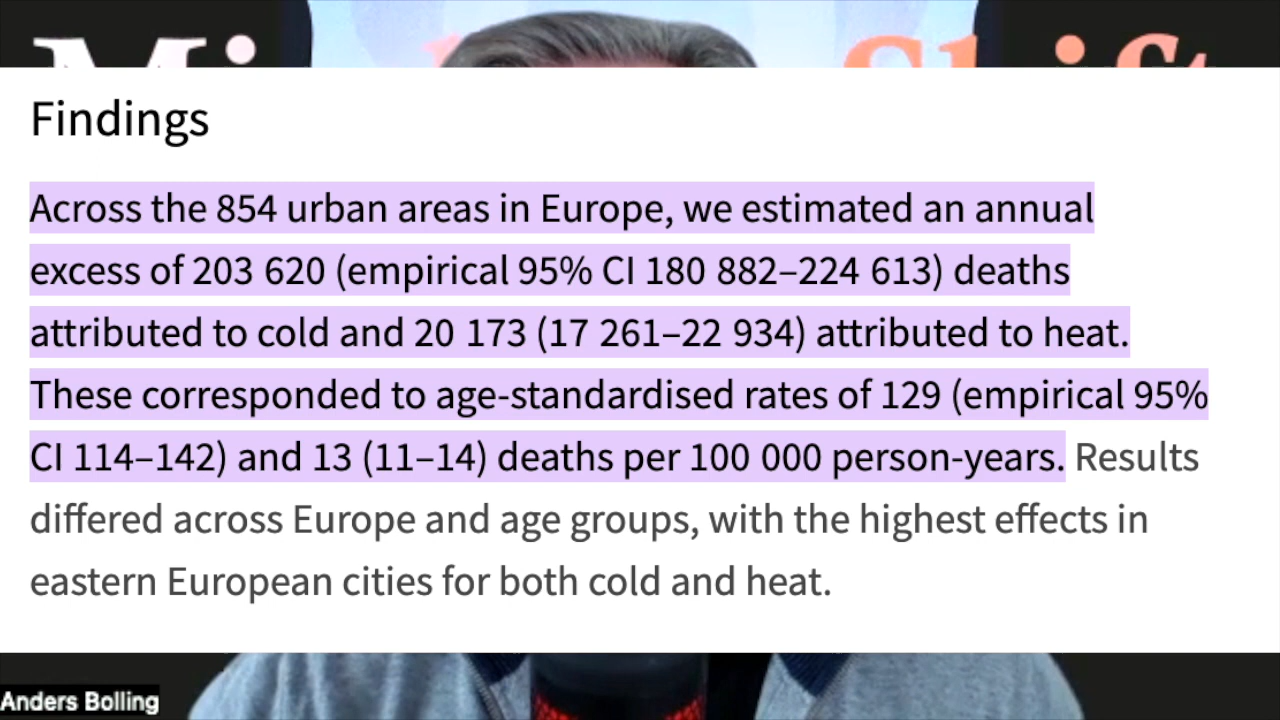 Findings
Across the 854 urban areas in Europe, we estimated an annual
excess of 203 620 (empirical 95% CI 180 882–224 613) deaths
attributed to cold and 20 173 (17 261–22 934) attributed to heat.
These corresponded to age-standardised rates of 129 (empirical 95%
CI 114–142) and 13 (11–14) deaths per 100 000 person-years. Results
differed across Europe and age groups, with the highest effects in
eastern European cities for both cold and heat.
Anders Bolling